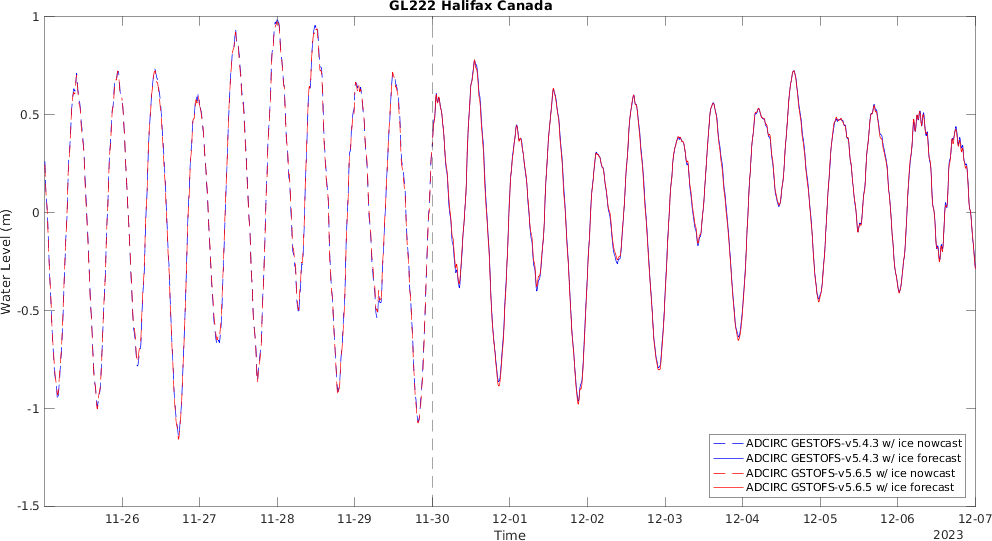 GL222 Halifax Canada
1
0.5
0
-0.5
-1
-1.5
Water Level (m)
11-26
11-27
11-28
11-29
11-30
12-01
12-02
12-03
12-04
12-05
12-06
12-07
Time
2023
ADCIRC GESTOFS-v5.4.3 w/ ice nowcast
ADCIRC GESTOFS-v5.4.3 w/ ice forecast
ADCIRC GSTOFS-v5.6.5 w/ ice nowcast
ADCIRC GSTOFS-v5.6.5 w/ ice forecast